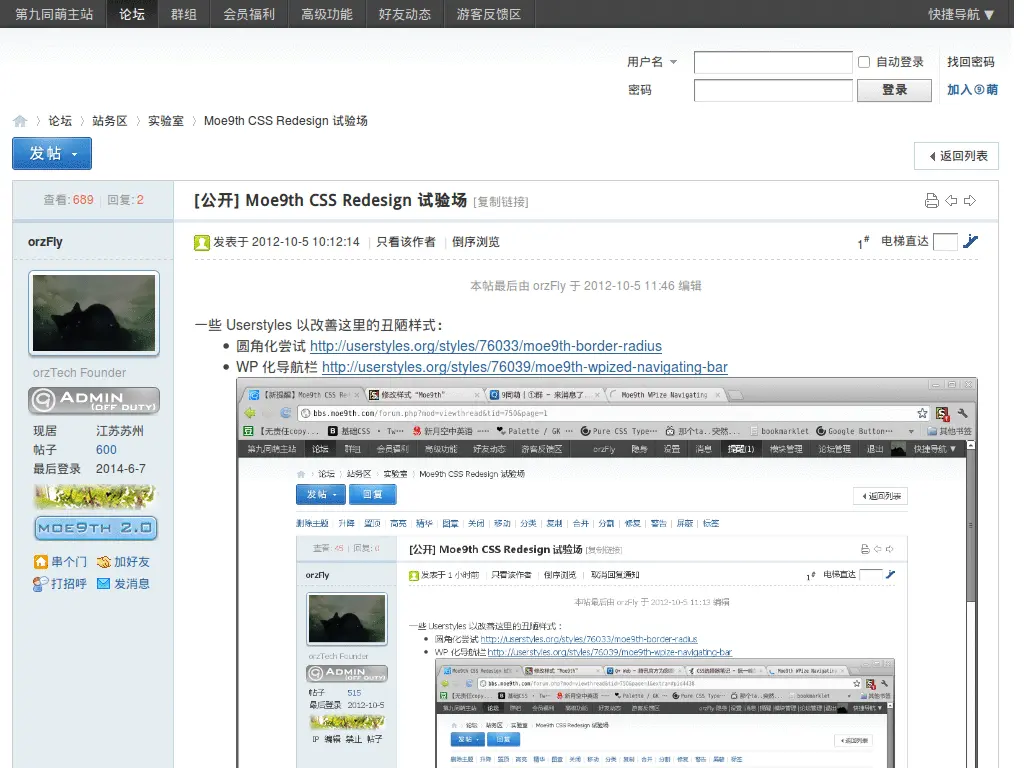 第九同萌主站 论坛 群组 会员福利 高级功能 好友动态 游客反馈区 快捷导航▼
用户名 自动登录 找回密码
密码 登录 加入⑨萌
论坛 › 站务区 › 实验室 › Moe9th CSS Redesign 试验场
发帖 返回列表
查看: 689 | 回复: 2
[公开] Moe9th CSS Redesign 试验场 [复制链接]
orzFly
发表于 2012-10-5 10:12:14 | 只看该作者 | 倒序浏览 1# 电梯直达
本帖最后由 orzFly 于 2012-10-5 11:46 编辑
orzTech Founder
ADMIN (OFF DUTY)
现居 江苏苏州
帖子 600
最后登录 2014-6-7
MOE9TH 2.0
串个门 加好友
打招呼 发消息
一些 Userstyles 以改善这里的丑陋样式：
圆角化尝试 http://userstyles.org/styles/76033/moe9th-border-radius
WP 化导航栏 http://userstyles.org/styles/76039/moe9th-wpized-navigating-bar
修改样式 "Moe9th" Moe9th WPize Navigating
bbs.moe9th.com/forum.php?mod=viewthread&tid=750&page=1
【无责任copy... 基础CSS · Tw… 新月空中英语 Palette / GK … Pure CSS Type… 那个ta..突然... bookmarklet Google Button… 其他书签
第九同萌主站 论坛 群组 会员福利 高级功能 好友动态 游客反馈区 orzFly 隐身 设置 消息 提醒(1) 模块管理 论坛管理 退出 快捷导航▼
论坛 › 站务区 › 实验室 › Moe9th CSS Redesign 试验场
发帖 回复 返回列表
删除主题 升降 置顶 高亮 精华 图章 关闭 移动 分类 复制 合并 分割 修复 警告 屏蔽 标签
查看: 45 | 回复: 0
[公开] Moe9th CSS Redesign 试验场 [复制链接]
orzFly
发表于 1 小时前 | 只看该作者 | 倒序浏览 | 取消回复通知 1# 电梯直达
本帖最后由 orzFly 于 2012-10-5 11:13 编辑
一些 Userstyles 以改善这里的丑陋样式：
圆角化尝试 http://userstyles.org/styles/76033/moe9th-border-radius
WP 化导航栏 http://userstyles.org/styles/76039/moe9th-wpize-navigating-bar
orzTech Founder
ADMIN (OFF DUTY)
帖子 515
最后登录 2012-10-5
IP 编辑 禁止 帖子
论坛 站务区 实验室 Moe9th CSS Redesign 试验场
发帖 回复 返回列表